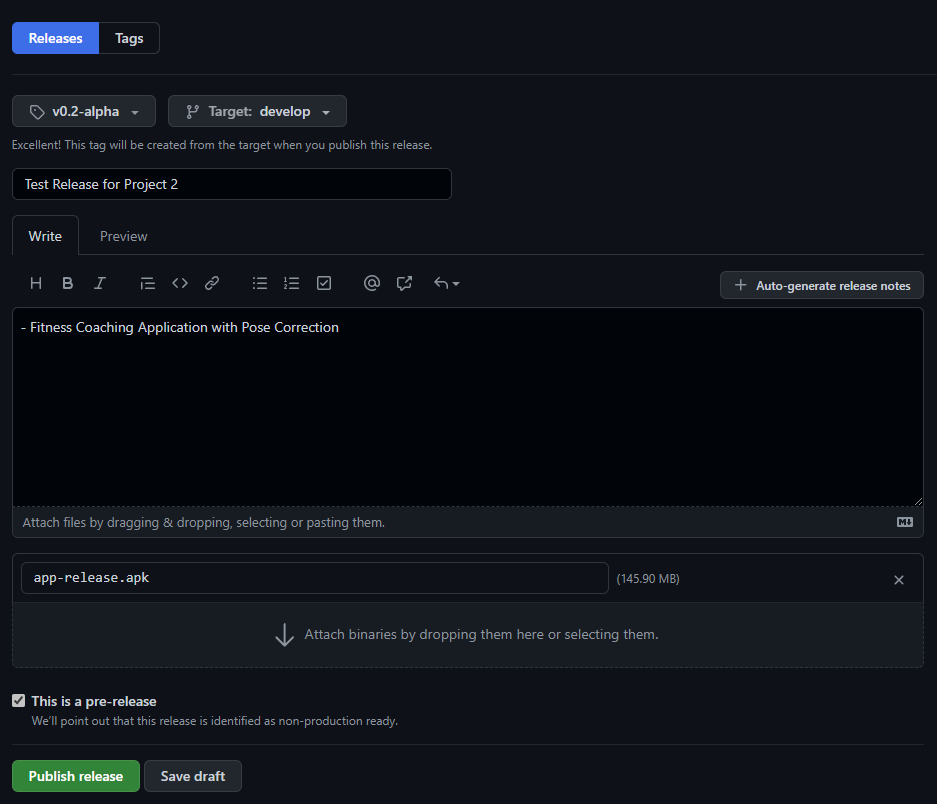 Releases Tags
v0.2-alpha Target: develop
Excellent! This tag will be created from the target when you publish this release.
Test Release for Project 2
Write Preview
H B I @ Auto-generate release notes
- Fitness Coaching Application with Pose Correction
Attach files by dragging & dropping, selecting or pasting them.
app-release.apk (145.90 MB)
Attach binaries by dropping them here or selecting them.
This is a pre-release
We'll point out that this release is identified as non-production ready.
Publish release Save draft